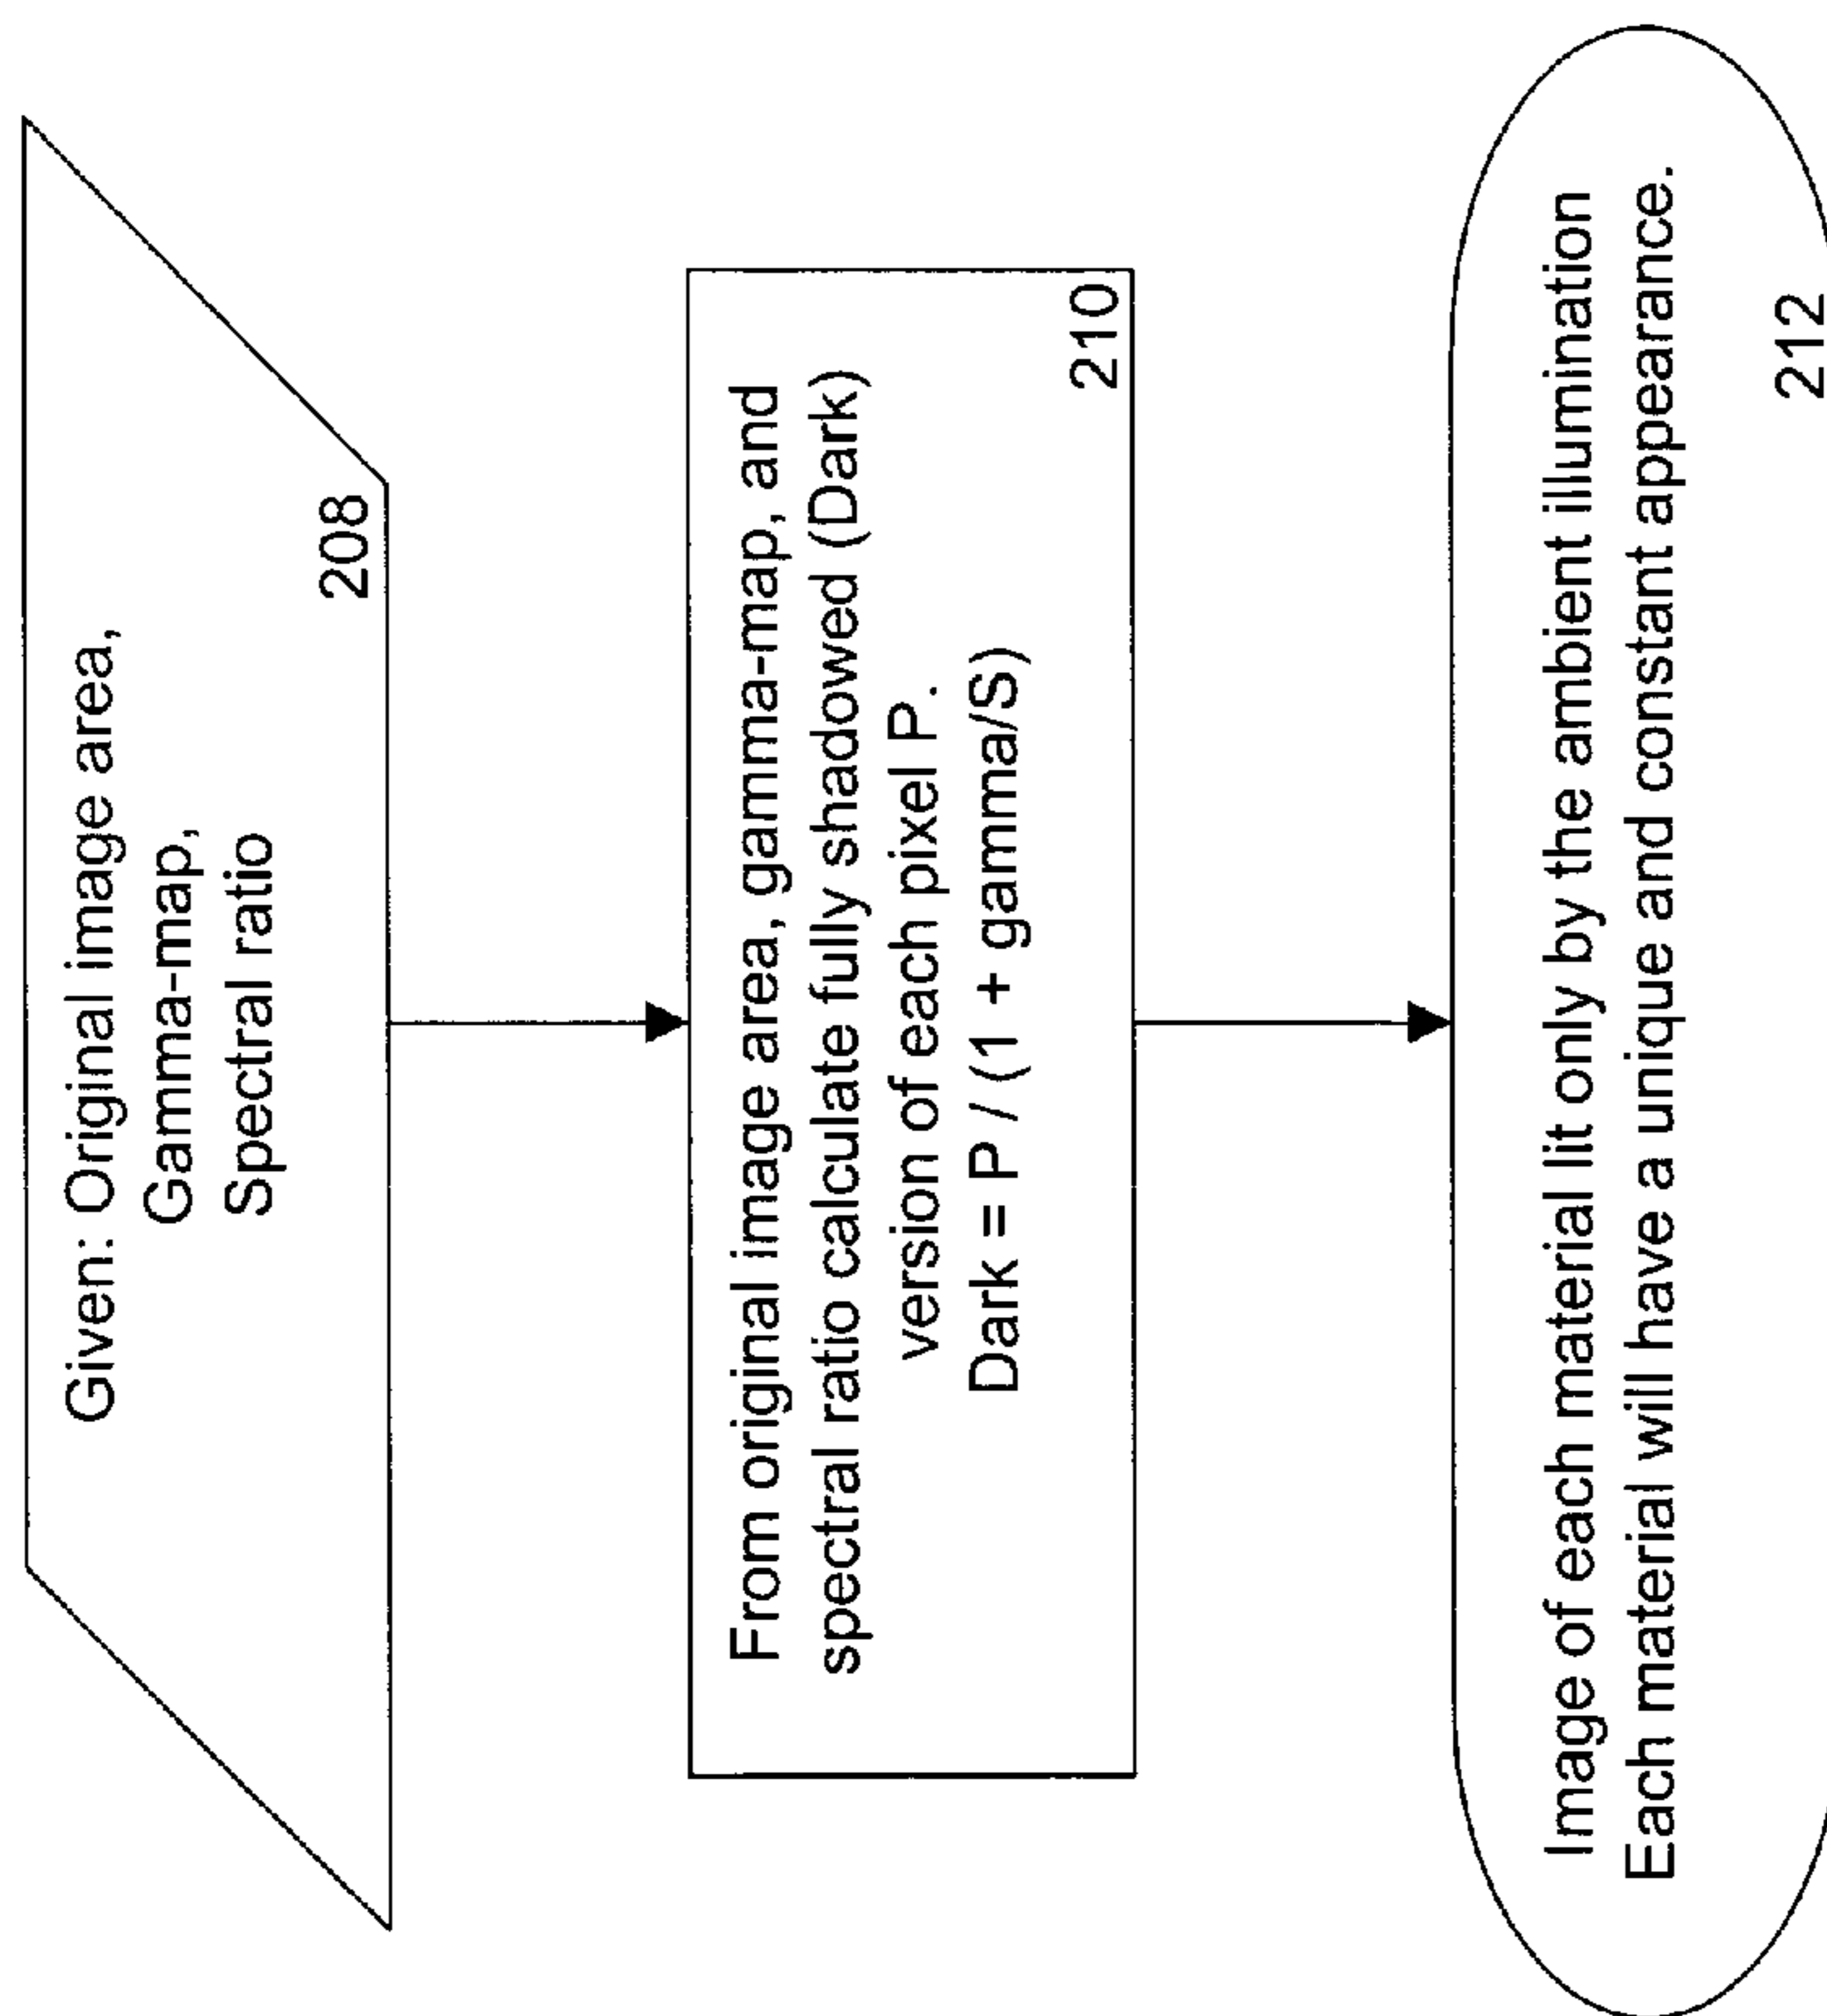 Given: Original image area,
Gamma-map,
Spectral ratio
208
From original image area, gamma-map, and
spectral ratio calculate fully shadowed (Dark)
version of each pixel P.
Dark = P / (1 + gamma/S)
210
Image of each material lit only by the ambient illumination
Each material will have a unique and constant appearance.
212